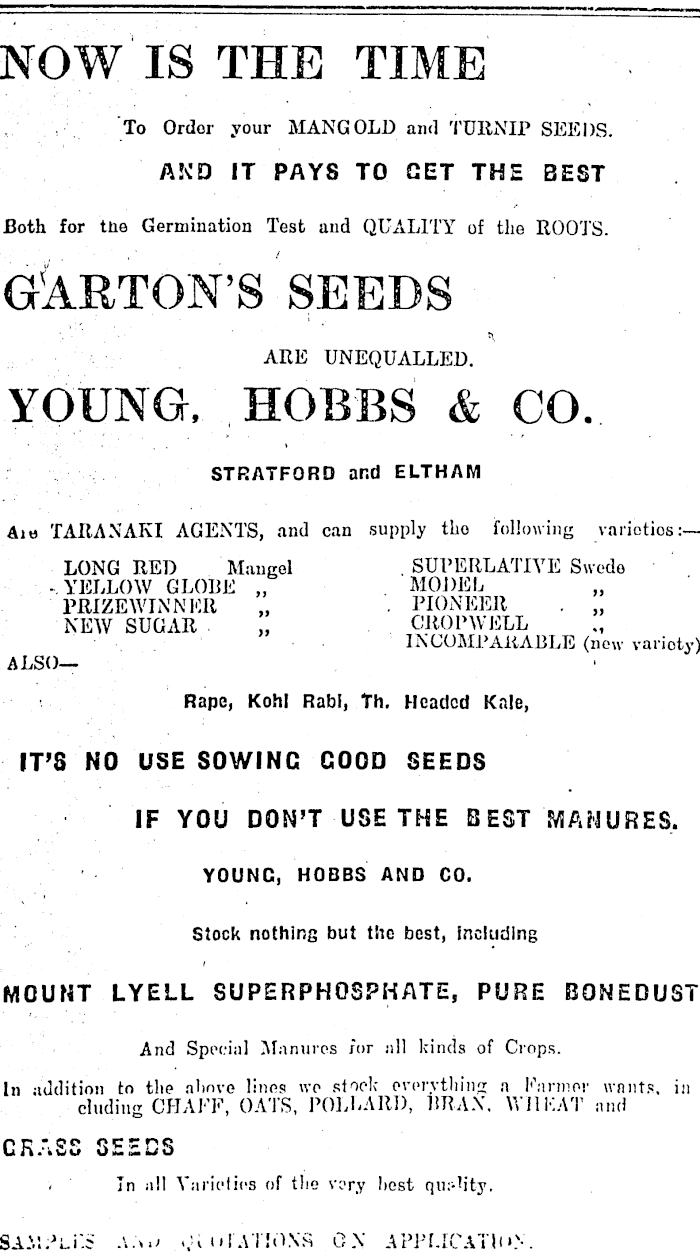 NOW IS THE TIME
To Order your MANGOLD and TURNIP SEEDS.
AND IT PAYS TO GET THE BEST
Both for the Germination Test and QUALITY of the ROOTS.
GARTON'S SEEDS
ARE UNEQUALLED.
YOUNG, HOBBS & CO.
STRATFORD and ELTHAM
Are TARANAKI AGENTS, and can supply the following varieties:—
LONG RED Mangel SUPERLATIVE Swede
YELLOW GLOBE „ MODEL „
PRIZEWINNER „ PIONEER „
NEW SUGAR „ CROPWELL „
INCOMPARABLE (new variety)
ALSO—
Rape, Kohl Rabi, Th. Headed Kale,
IT'S NO USE SOWING GOOD SEEDS
IF YOU DON'T USE THE BEST MANURES.
YOUNG, HOBBS AND CO.
Stock nothing but the best, including
MOUNT LYELL SUPERPHOSPHATE, PURE BONEDUST
And Special Manures for all kinds of Crops.
In addition to the above lines we stock everything a Farmer wants, in
cluding CHAFF, OATS, POLLARD, BRAN, WHEAT and
GRASS SEEDS
In all Varieties of the very best quality.
SAMPLES AND QUOTATIONS ON APPLICATION.